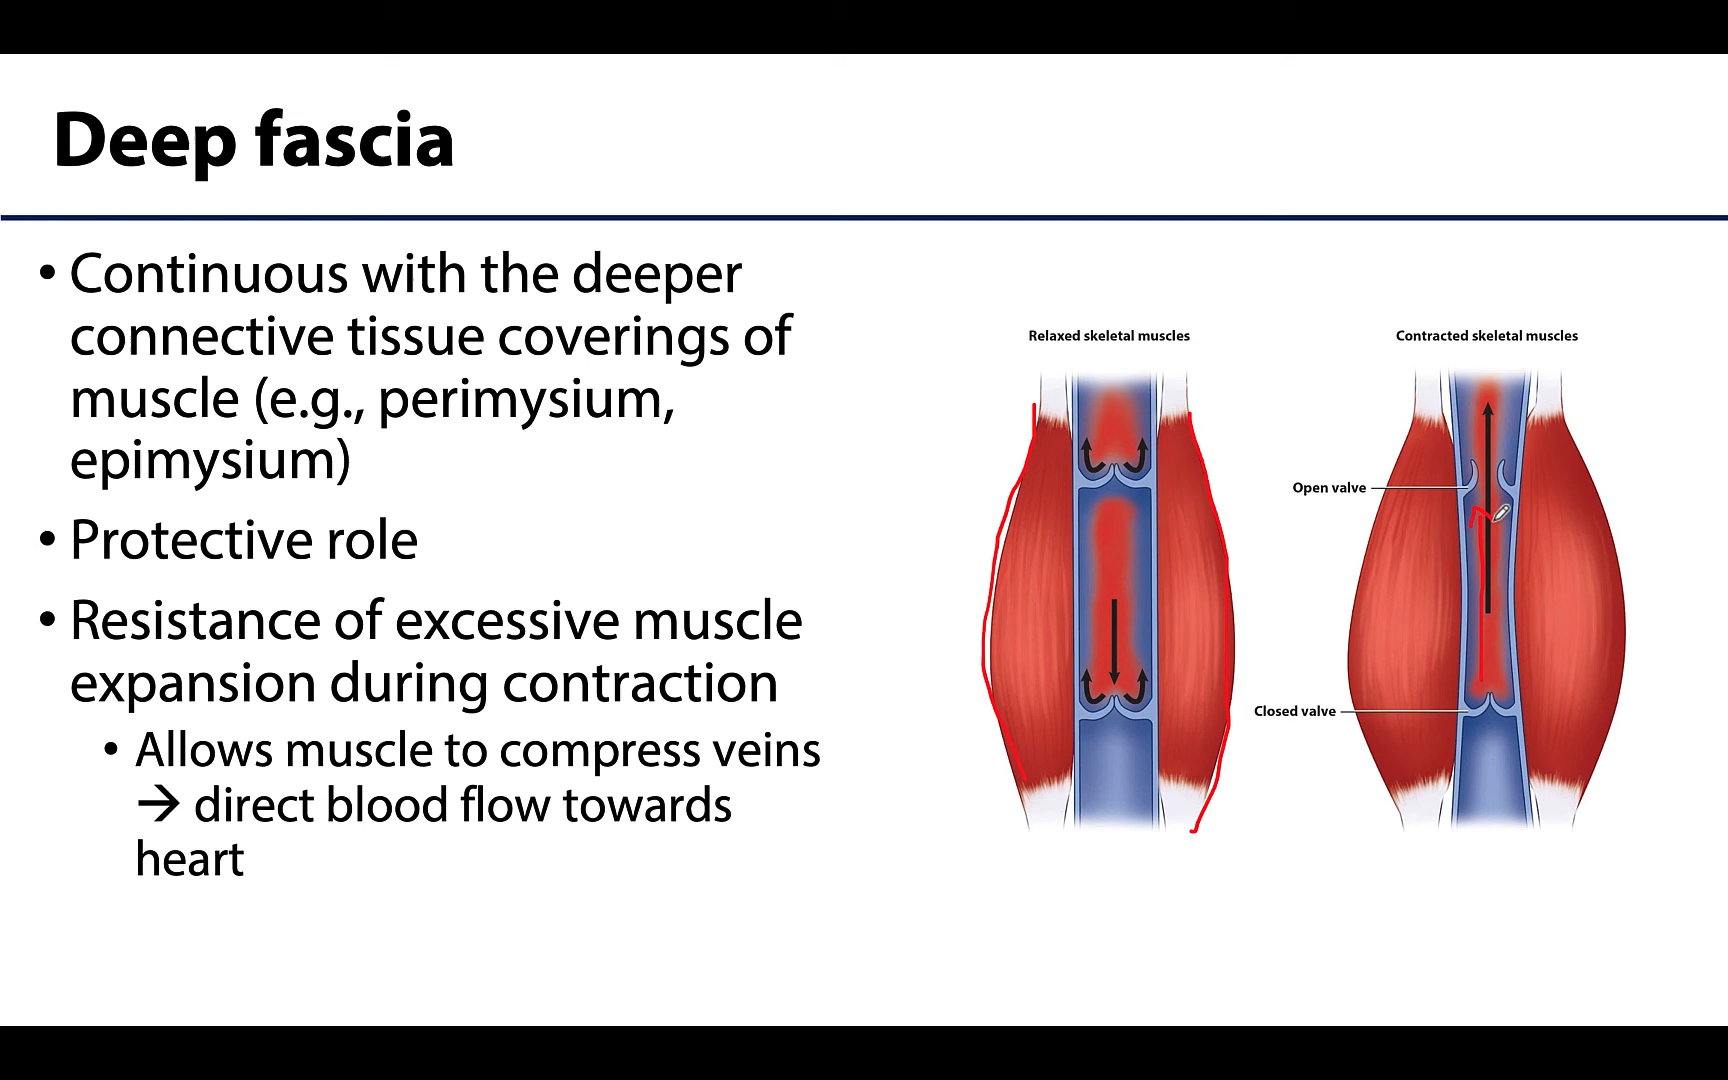 Deep fascia
• Continuous with the deeper
connective tissue coverings of
muscle (e.g., perimysium,
epimysium)
• Protective role
• Resistance of excessive muscle
expansion during contraction
• Allows muscle to compress veins
→ direct blood flow towards
heart
Relaxed skeletal muscles
Contracted skeletal muscles
Open valve
Closed valve